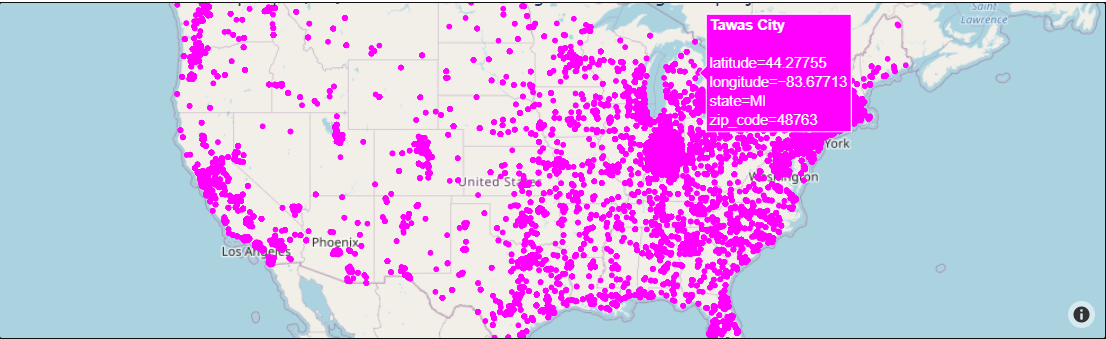 Saint
Lawrence
Tawas City
latitude=44.27755
longitude=−83.67713
state=MI
zip_code=48763
York
Washington
United States
Phoenix
Los Angeles